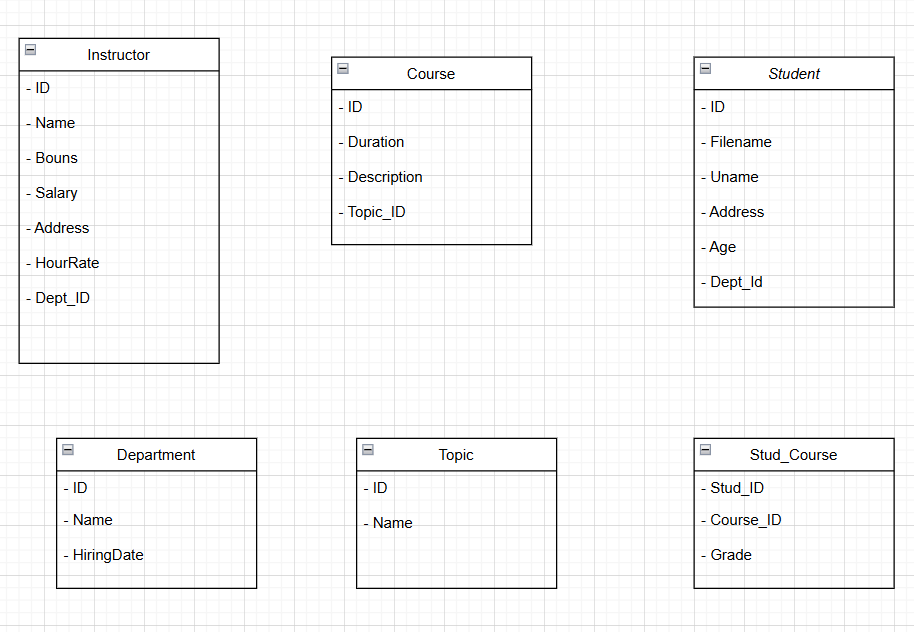 Instructor
- ID
- Name
- Bouns
- Salary
- Address
- HourRate
- Dept_ID
Course
- ID
- Duration
- Description
- Topic_ID
Student
- ID
- Filename
- Uname
- Address
- Age
- Dept_Id
Department
- ID
- Name
- HiringDate
Topic
- ID
- Name
Stud_Course
- Stud_ID
- Course_ID
- Grade